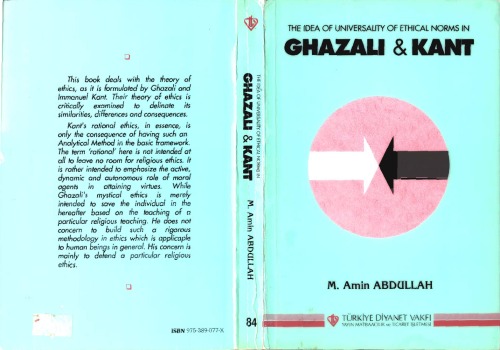 This book deals with the theory of
ethics, as it is formulated by Ghazali and
Immanuel Kant. Their theory of ethics is
critically examined to delinate its
similarities, differences and consequences.
Kant's rational ethics, in essence, is
only the consequence of having such an
Analytical Method in the basic framework.
The term 'rational' here is not intended at
all to leave no room for religious ethics. It
is rather intended to emphasize the active,
dynamic and autonomous role of moral
agents in attaining virtues. While
Ghazali's mystical ethics is merely
intended to save the individual in the
hereafter based on the teaching of a
particular religious teaching. He does not
concern to build such a rigorous
methodology in ethics which is applicaple
to human beings in general. His concern is
mainly to defend a particular religious
ethics.
ISBN 975-389-077-X
THE IDEA OF UNIVERSALITY OF ETHICAL NORMS IN
GHAZALI & KANT
M. Amin ABDULLAH
84
THE IDEA OF UNIVERSALITY OF ETHICAL NORMS IN
GHAZALI & KANT
M. Amin ABDULLAH
TÜRKİYE DİYANET VAKFI
YAYIN MATBAACILIK ve TİCARET İŞLETMESİ